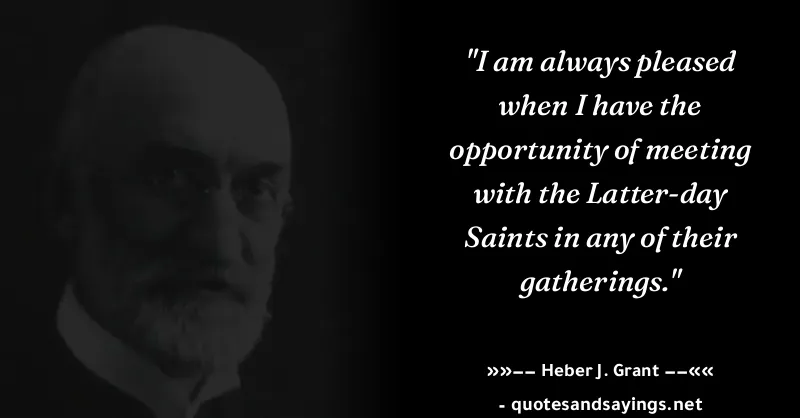 "I am always pleased
when I have the
opportunity of meeting
with the Latter-day
Saints in any of their
gatherings."
»»–– Heber J. Grant ––««
- quotesandsayings.net